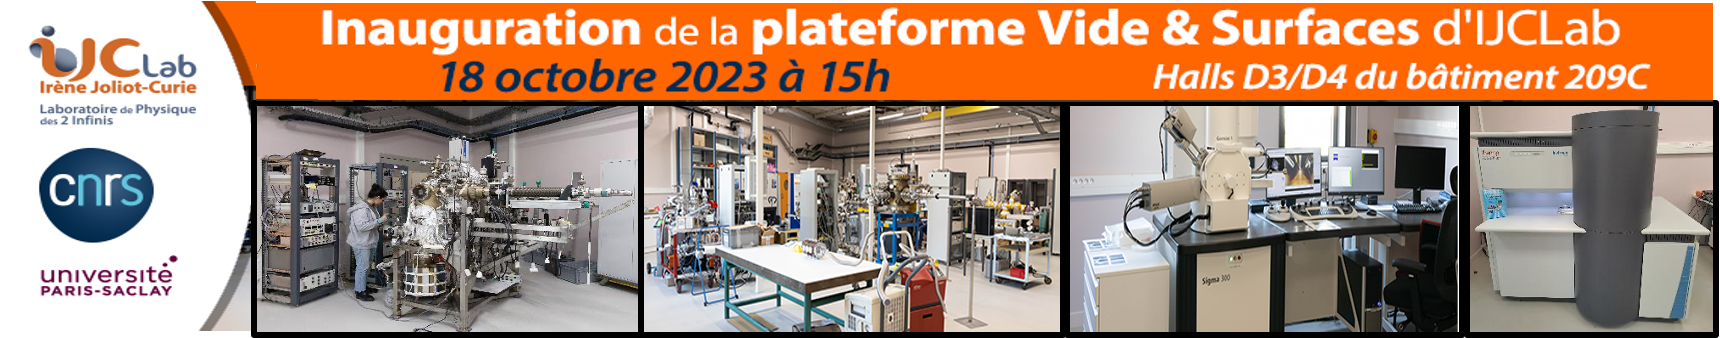 IJCLab
Irène Joliot-Curie
Laboratoire de Physique
des 2 Infinis
cnrs
université
PARIS-SACLAY
Inauguration de la plateforme Vide & Surfaces d'IJCLab
18 octobre 2023 à 15h
Halls D3/D4 du bâtiment 209C
Sigma 300